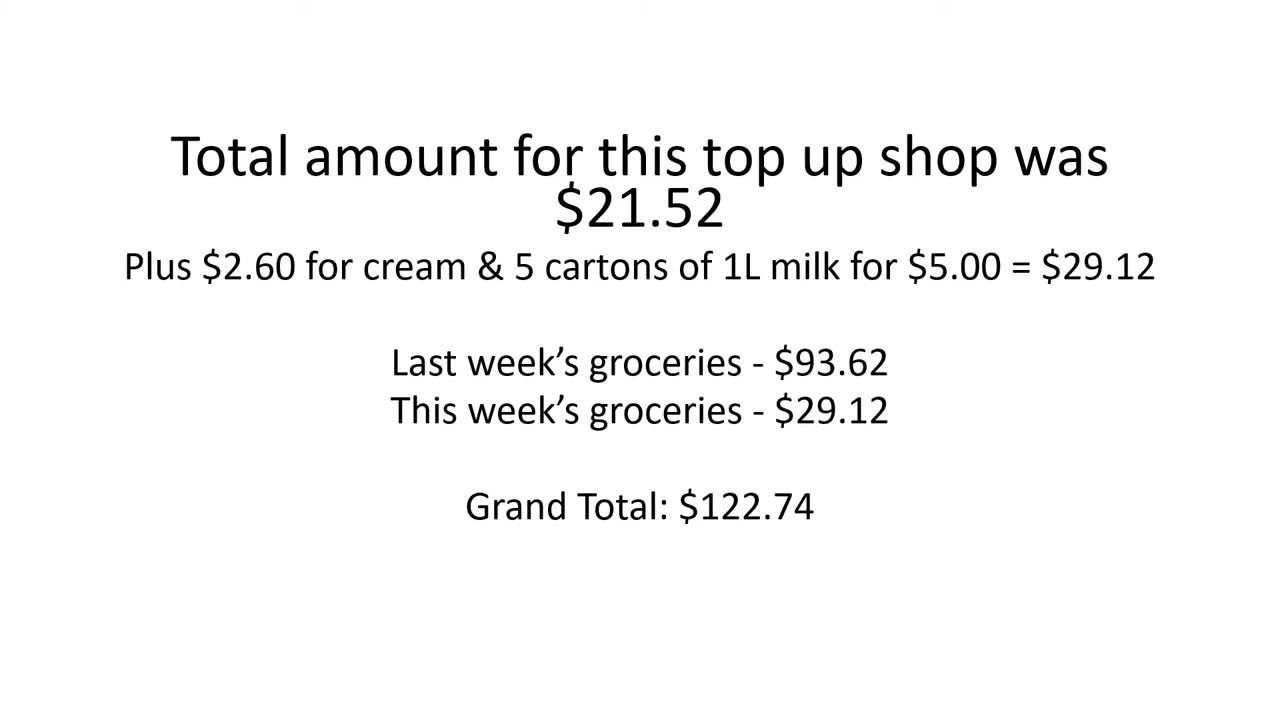 Total amount for this top up shop was
$21.52
Plus $2.60 for cream & 5 cartons of 1L milk for $5.00 = $29.12
Last week’s groceries - $93.62
This week’s groceries - $29.12
Grand Total: $122.74